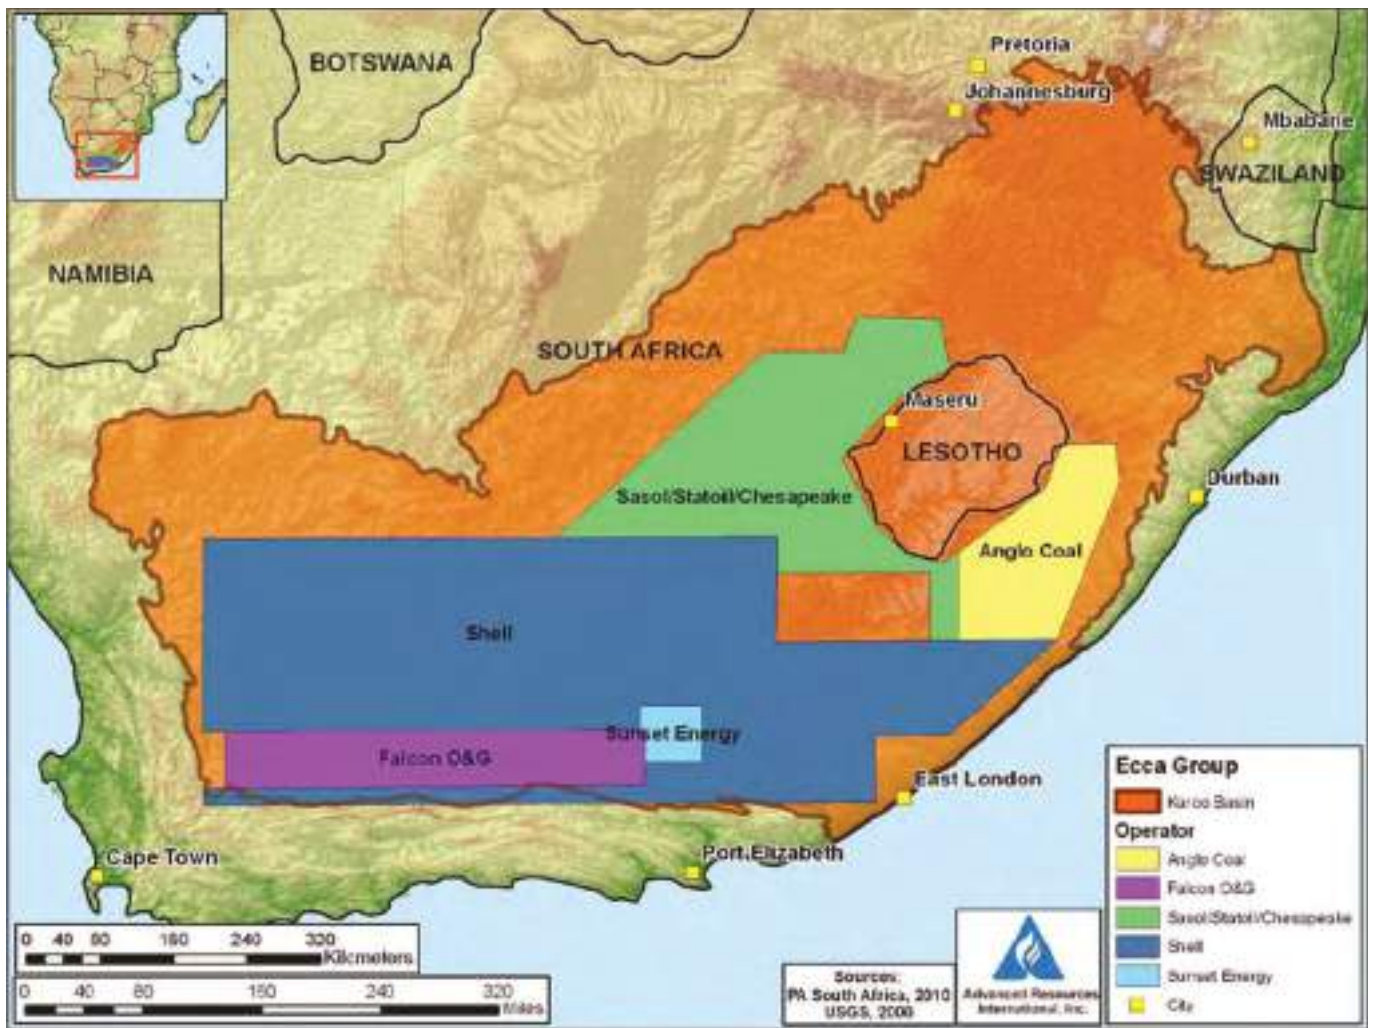 Pretoria
BOTSWANA
Johannesburg
Mbabane
SWAZILAND
NAMIBIA
SOUTH AFRICA
Maseru
LESOTHO
Durban
Sasol/Statoil/Chesapeake
Anglo Coal
Shell
Sunset Energy
Falcon O&G
East London
Port Elizabeth
Cape Town
Ecca Group
Karoo Basin
Operator
Anglo Coal
Falcon O&G
Sasol/Statoil/Chesapeake
Shell
Sunset Energy
City
0 40 80 160 240 320
Kilometers
0 40 80 160 240 320
Miles
Sources:
PA South Africa, 2010
Advanced Resources
International, Inc.